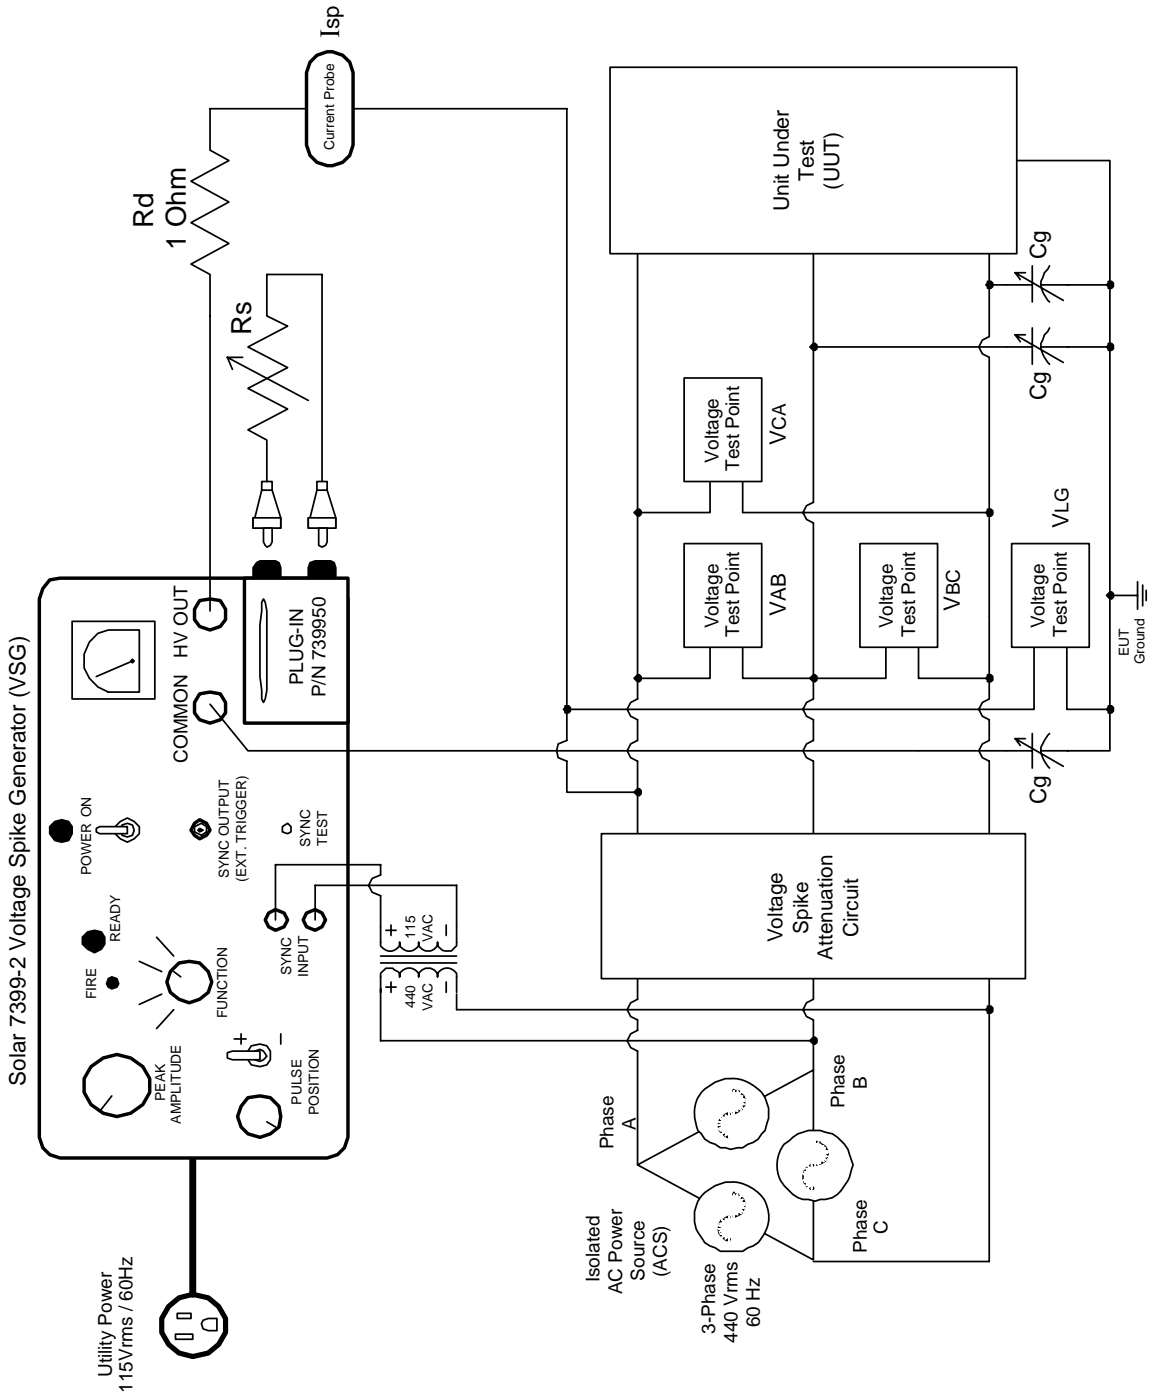 Solar 7399-2 Voltage Spike Generator (VSG)
Utility Power
115Vrms / 60Hz
PEAK
AMPLITUDE
FIRE
READY
POWER ON
FUNCTION
+
−
PULSE
POSITION
SYNC
INPUT
SYNC OUTPUT
(EXT. TRIGGER)
SYNC
TEST
COMMON
HV OUT
PLUG-IN
P/N 739950
Rd
1 Ohm
Rs
Current Probe
Isp
+
440
VAC
−
+
115
VAC
−
Isolated
AC Power
Source
(ACS)
3-Phase
440 Vrms
60 Hz
Phase
A
Phase
B
Phase
C
Voltage
Spike
Attenuation
Circuit
Voltage
Test Point
VAB
Voltage
Test Point
VCA
Voltage
Test Point
VBC
Voltage
Test Point
VLG
Cg
Cg
Cg
EUT
Ground
Unit Under
Test
(UUT)